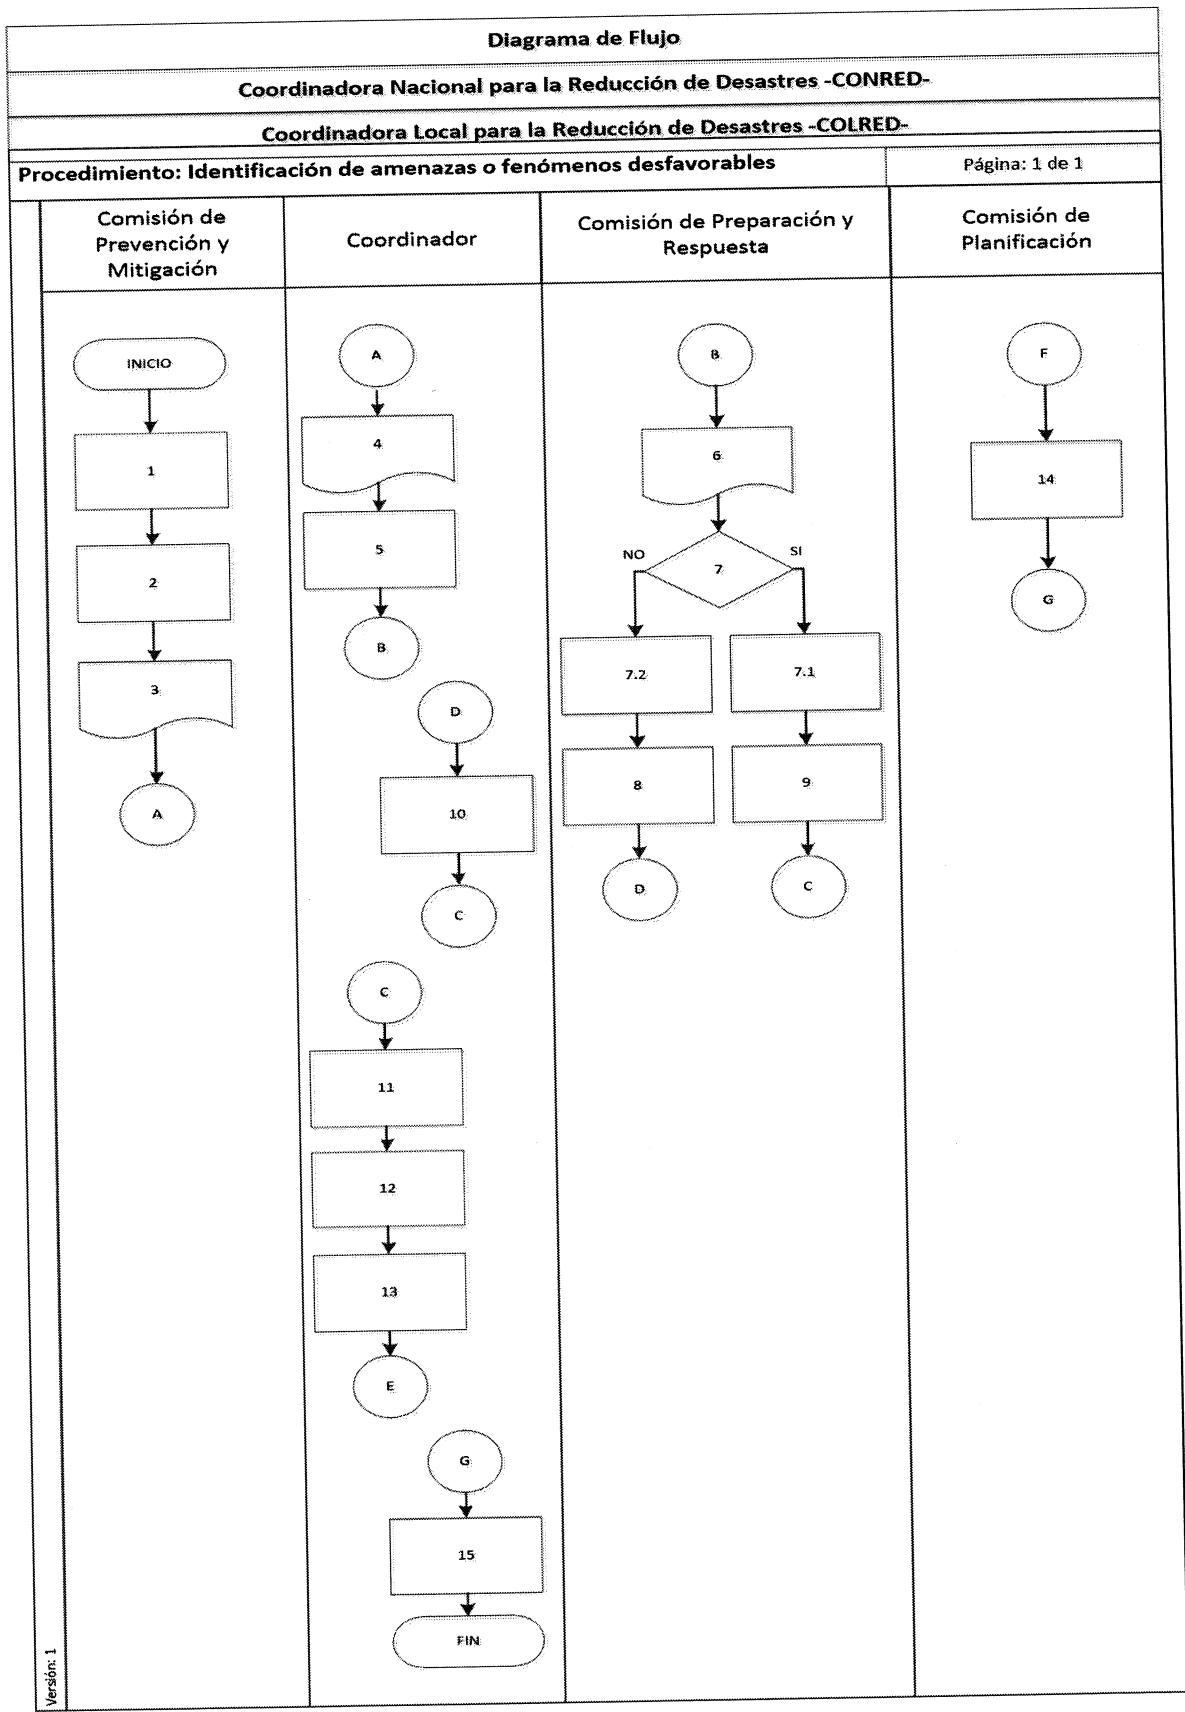 Diagrama de Flujo
Coordinadora Nacional para la Reducción de Desastres -CONRED-
Coordinadora Local para la Reducción de Desastres -COLRED-
Procedimiento: Identificación de amenazas o fenómenos desfavorables
Página: 1 de 1
Comisión de
Prevención y
Mitigación
Coordinador
Comisión de Preparación y
Respuesta
Comisión de
Planificación
INICIO
1
2
3
A
A
4
5
B
D
10
C
C
11
12
13
E
G
15
FIN
B
6
NO
7
SI
7.2
7.1
8
9
D
C
F
14
G
Versión: 1